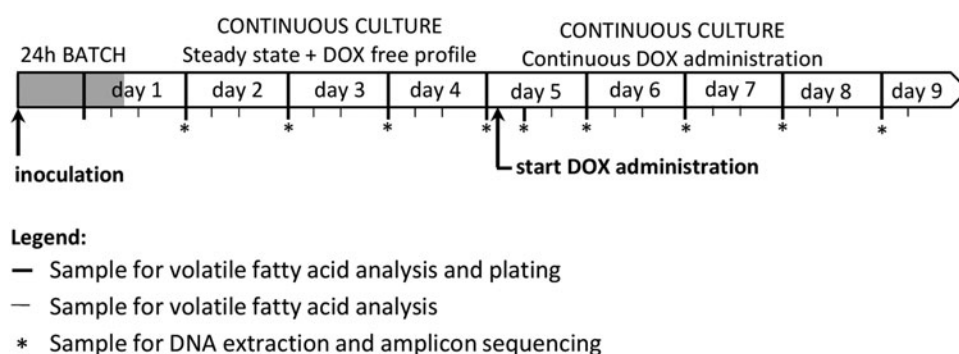 CONTINUOUS CULTURE
CONTINUOUS CULTURE
24h BATCH
Steady state + DOX free profile
Continuous DOX administration
day 1
day 2
day 3
day 4
day 5
day 6
day 7
day 8
day 9
* * * * * * * * *
inoculation
start DOX administration
Legend:
— Sample for volatile fatty acid analysis and plating
— Sample for volatile fatty acid analysis
* Sample for DNA extraction and amplicon sequencing